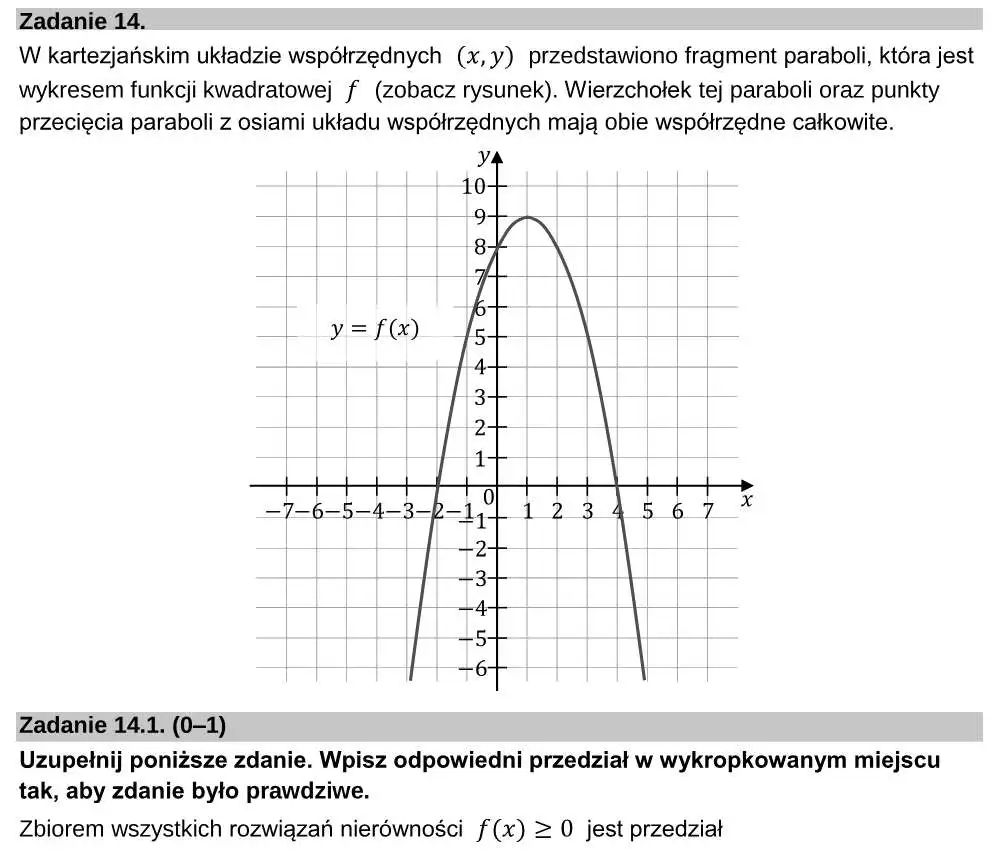 Zadanie 14.
W kartezjańskim układzie współrzędnych (x, y) przedstawiono fragment paraboli, która jest
wykresem funkcji kwadratowej f (zobacz rysunek). Wierzchołek tej paraboli oraz punkty
przecięcia paraboli z osiami układu współrzędnych mają obie współrzędne całkowite.
y
10
9
8
7
6
y = f(x)
5
4
3
2
1
0
x
−7 −6 −5 −4 −3 −2 −1 1 2 3 4 5 6 7
−1
−2
−3
−4
−5
−6
Zadanie 14.1. (0–1)
Uzupełnij poniższe zdanie. Wpisz odpowiedni przedział w wykropkowanym miejscu
tak, aby zdanie było prawdziwe.
Zbiorem wszystkich rozwiązań nierówności f(x) ≥ 0 jest przedział